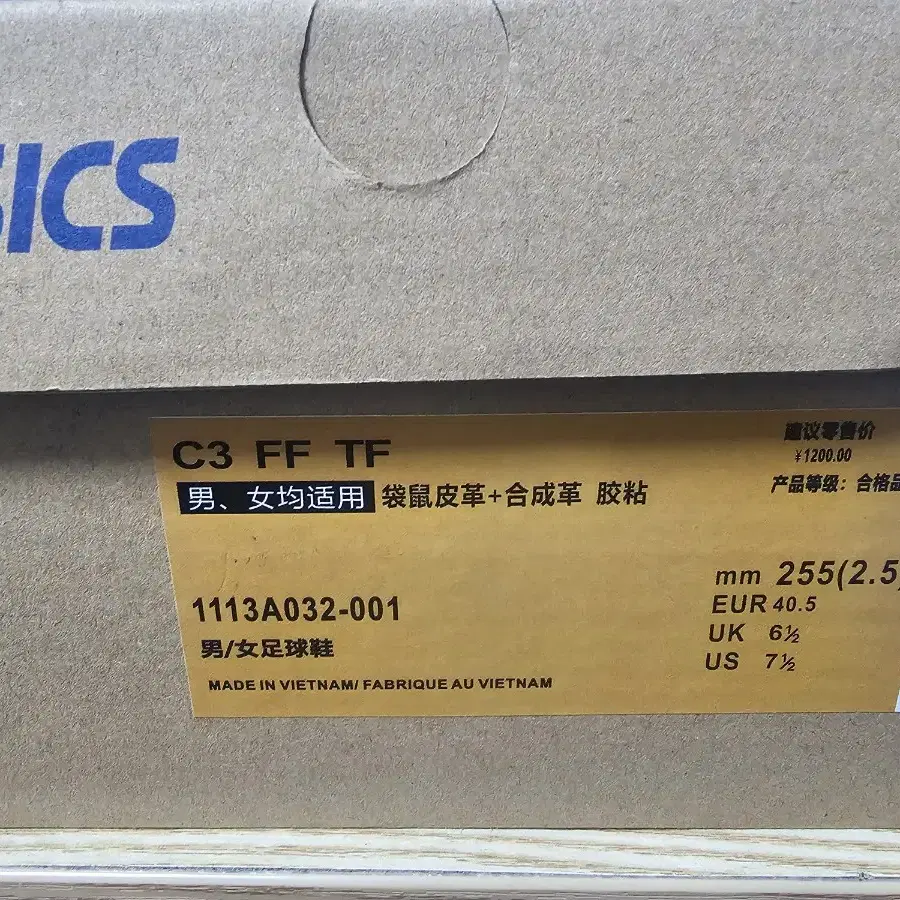 SICS
C3 FF TF
建议零售价
¥1200.00
男、女均适用 袋鼠皮革+合成革 胶粘
产品等级：合格品
mm 255(2.5)
1113A032-001
EUR 40.5
男/女足球鞋
UK 6½
US 7½
MADE IN VIETNAM/ FABRIQUE AU VIETNAM